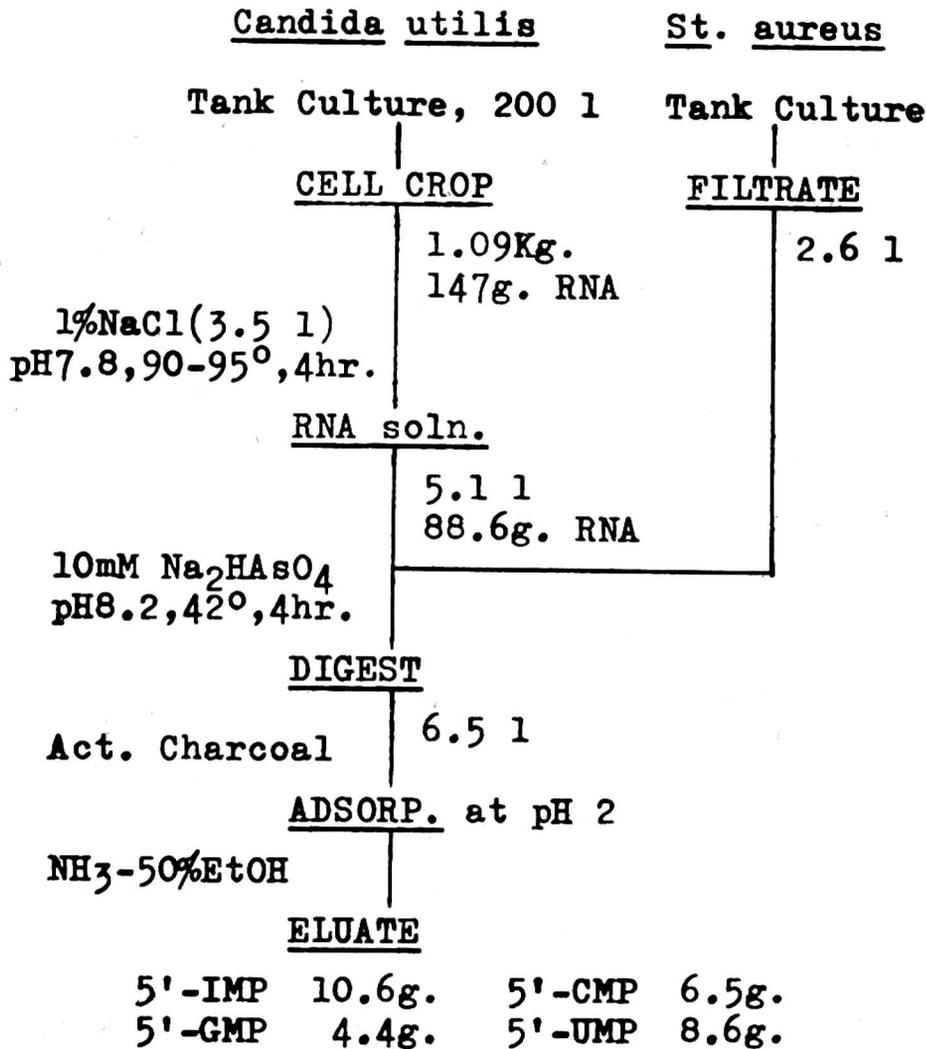 Candida utilis St. aureus
Tank Culture, 200 l Tank Culture
CELL CROP FILTRATE
1.09Kg. 2.6 l
147g. RNA
1%NaCl(3.5 l)
pH7.8,90-95°,4hr.
RNA soln.
5.1 l
88.6g. RNA
10mM Na₂HAsO₄
pH8.2,42°,4hr.
DIGEST
6.5 l
Act. Charcoal
ADSORP. at pH 2
NH₃-50%EtOH
ELUATE
5'-IMP 10.6g. 5'-CMP 6.5g.
5'-GMP 4.4g. 5'-UMP 8.6g.